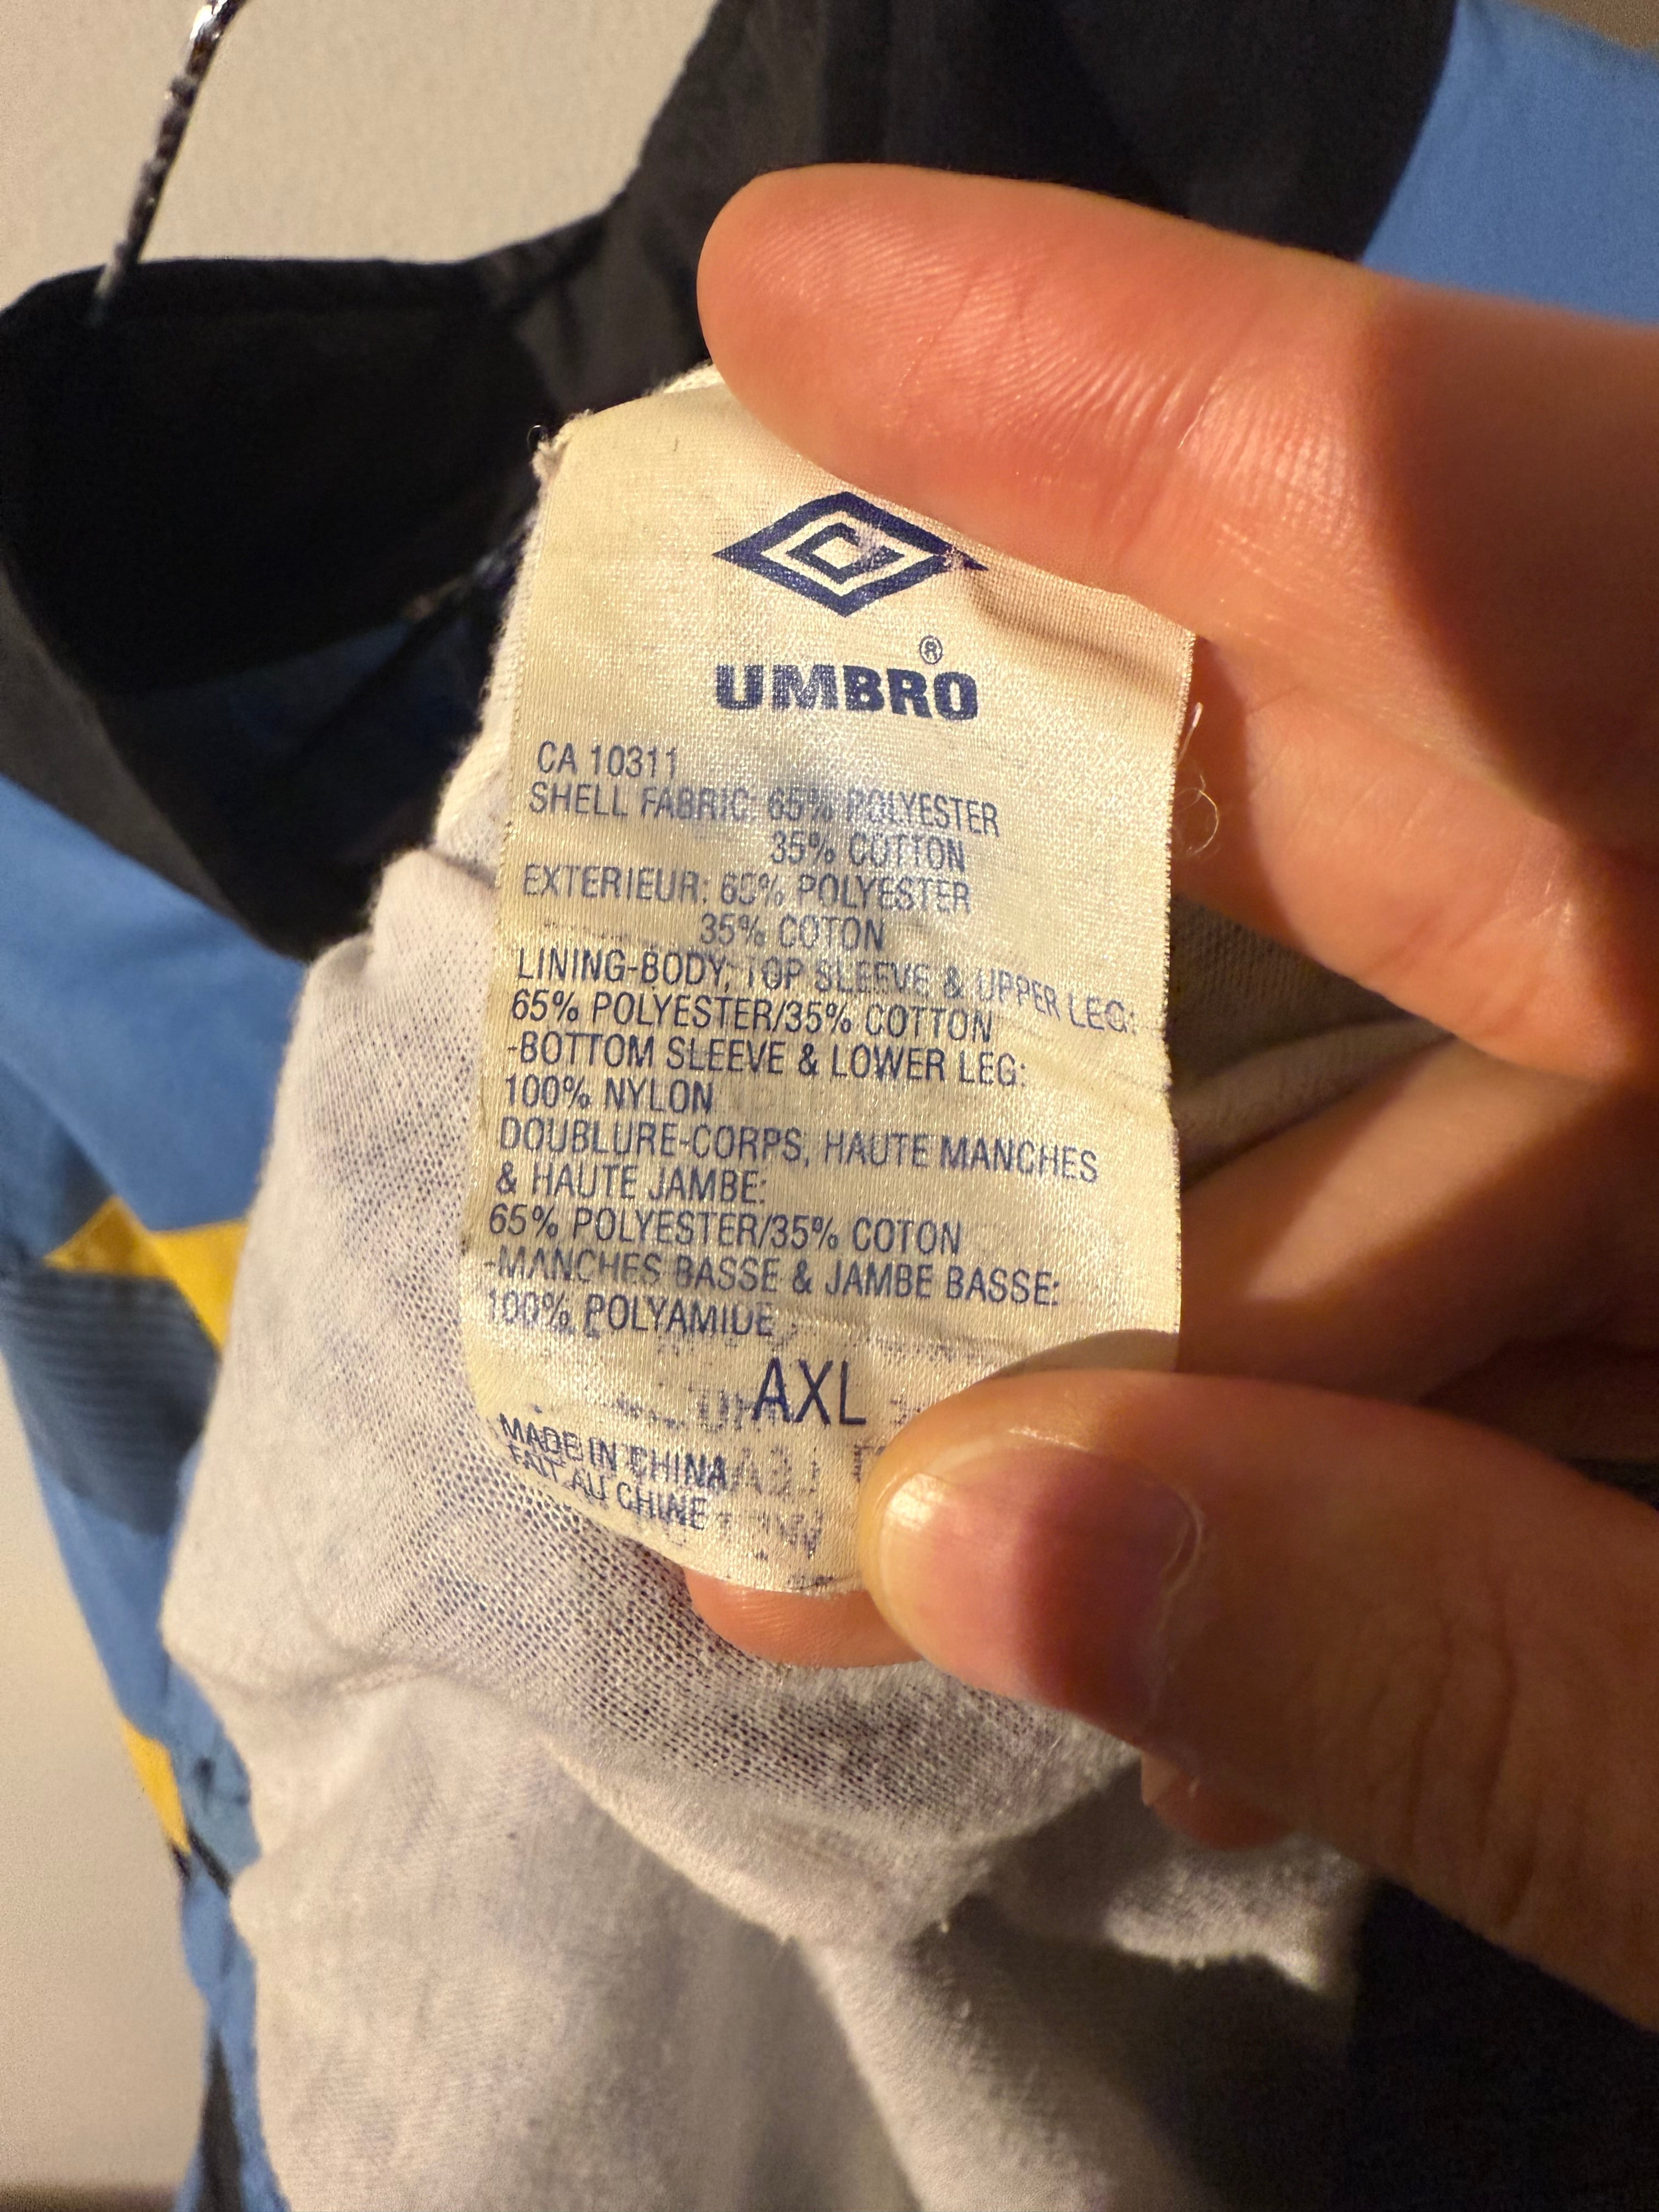 ®
UMBRO
CA 10311
SHELL FABRIC: 65% POLYESTER
35% COTTON
EXTERIEUR: 65% POLYESTER
35% COTON
LINING-BODY; TOP SLEEVE & UPPER LEG:
65% POLYESTER/35% COTTON
-BOTTOM SLEEVE & LOWER LEG:
100% NYLON
DOUBLURE-CORPS, HAUTE MANCHES
& HAUTE JAMBE:
65% POLYESTER/35% COTON
-MANCHES BASSE & JAMBE BASSE:
100% POLYAMIDE
AXL
MADE IN CHINA
FAIT AU CHINE